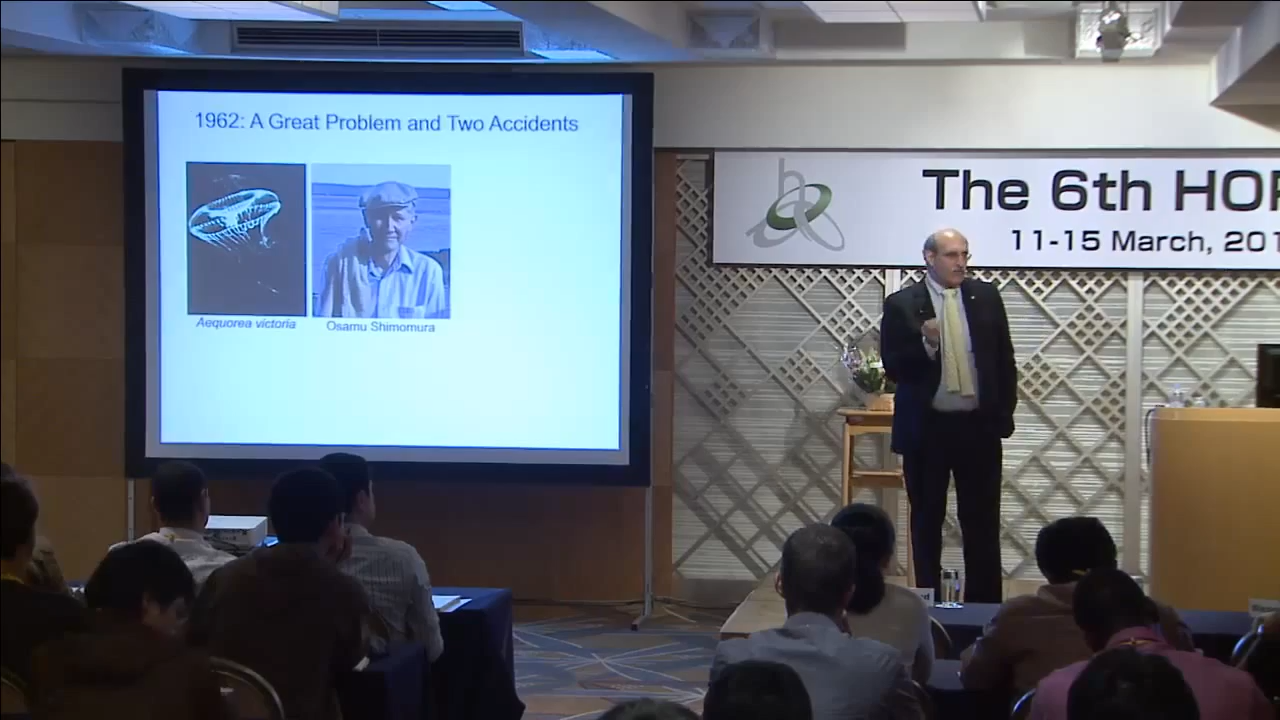 1962: A Great Problem and Two Accidents
Aequorea victoria
Osamu Shimomura
The 6th HOP
11-15 March, 201